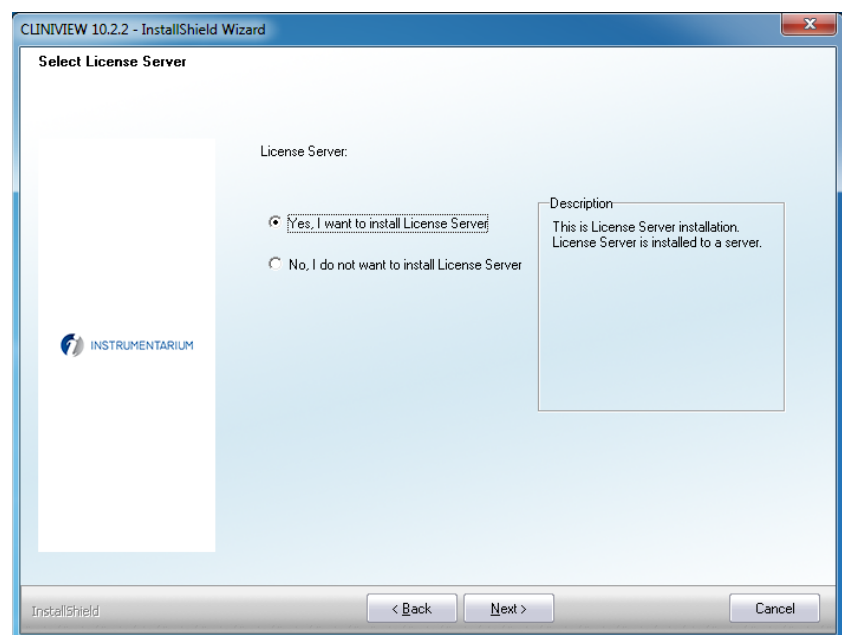 CLINIVIEW 10.2.2 - InstallShield Wizard
Select License Server
License Server:
Yes, I want to install License Server
No, I do not want to install License Server
Description
This is License Server installation.
License Server is installed to a server.
INSTRUMENTARIUM
InstallShield
< Back
Next >
Cancel